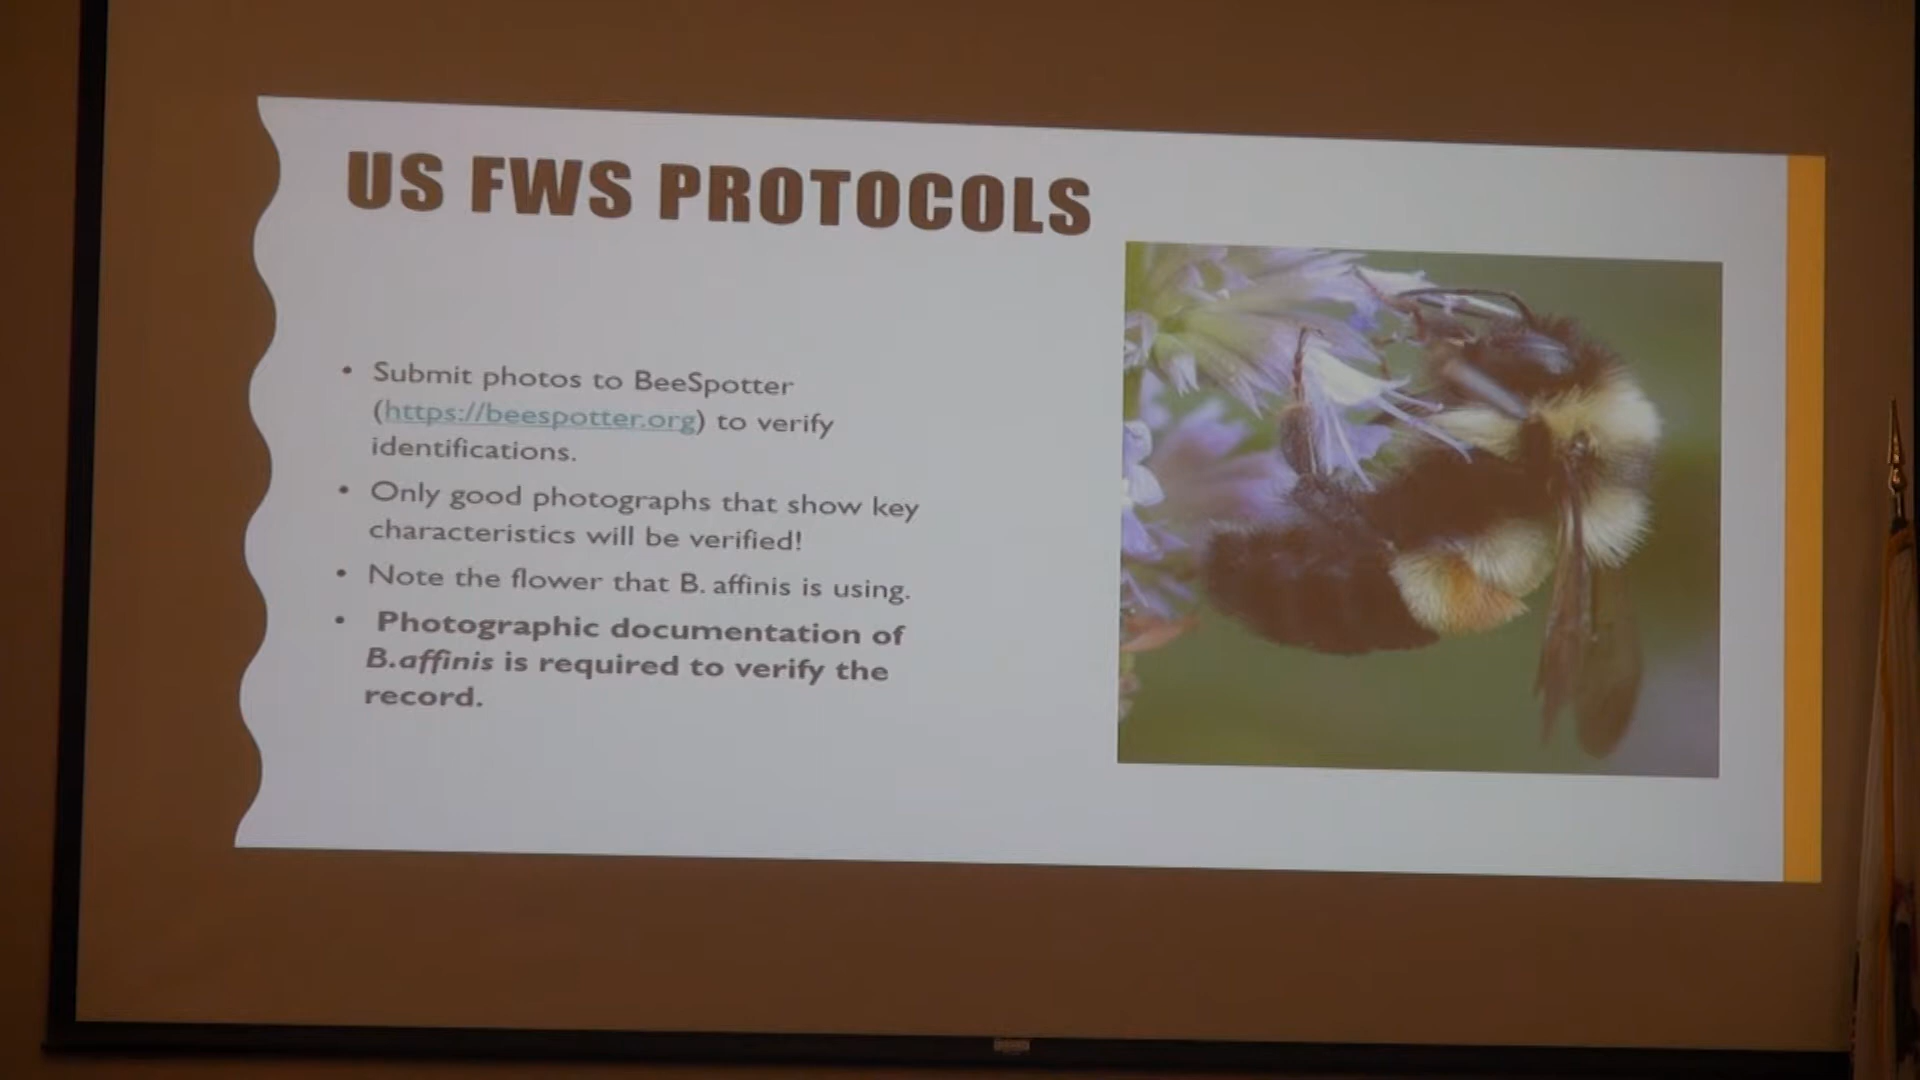 US FWS PROTOCOLS
• Submit photos to BeeSpotter
(https://beespotter.org) to verify
identifications.
• Only good photographs that show key
characteristics will be verified!
• Note the flower that B. affinis is using.
• Photographic documentation of
B.affinis is required to verify the
record.